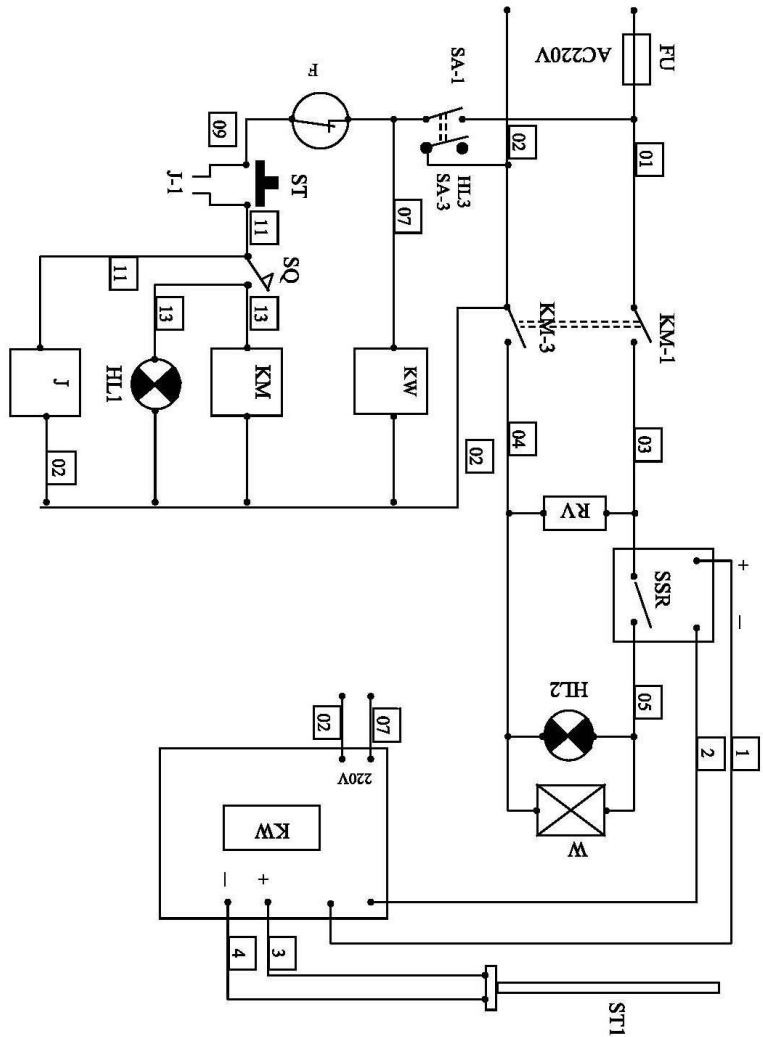 +
–
1
2
FU
KM-1
SSR
01
03
05
ST1
AC220V
RV
HL2
W
KM-3
02
04
02
HL3
SA-1
SA-3
07
KW
07
220V
02
F
ST
SQ
KW
11
13
KM
+
3
–
4
09
J-1
13
11
HL1
J
02